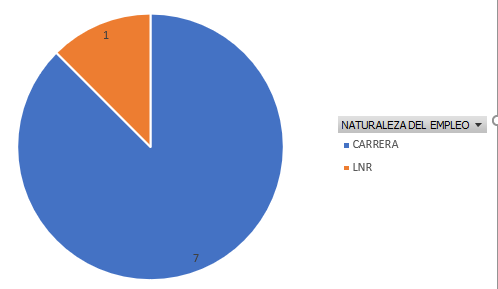 1
NATURALEZA DEL EMPLEO
CARRERA
LNR
7